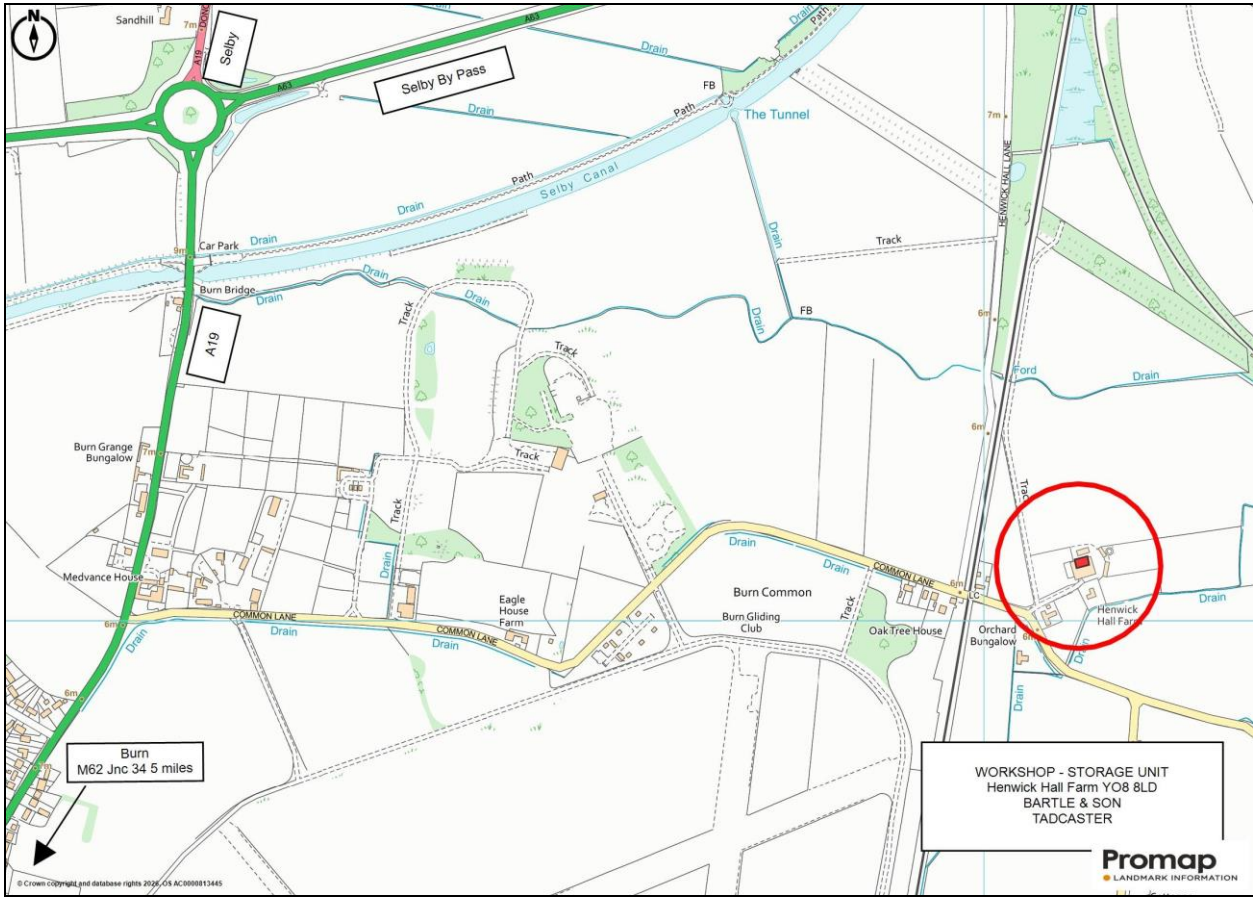 N
Sandhill
7m
A19
DONC
Selby
A63
A63
Selby By Pass
Drain
Path
Drain
FB
Path
The Tunnel
Drain
7m
HENWICK HALL LANE
Path
Selby Canal
Drain
Drain
Path
Car Park
Drain
9m
Burn Bridge
Drain
Drain
Drain
Track
Track
Drain
FB
6m
A19
Track
Ford
Drain
Burn Grange
Bungalow
7m
Track
6m
Track
Track
Drain
Medvance House
6m
COMMON LANE
Drain
COMMON LANE
Drain
Eagle
House
Farm
Drain
COMMON LANE
Drain
Burn Common
Burn Gliding
Club
Track
Oak Tree House
6m
LC
Orchard
Bungalow
6m
Henwick
Hall Farm
Drain
Drain
Drain
Drain
6m
7m
Burn
M62 Jnc 34 5 miles
WORKSHOP - STORAGE UNIT
Henwick Hall Farm YO8 8LD
BARTLE & SON
TADCASTER
Promap
LANDMARK INFORMATION
© Crown copyright and database rights 2026. OS AC0000813445